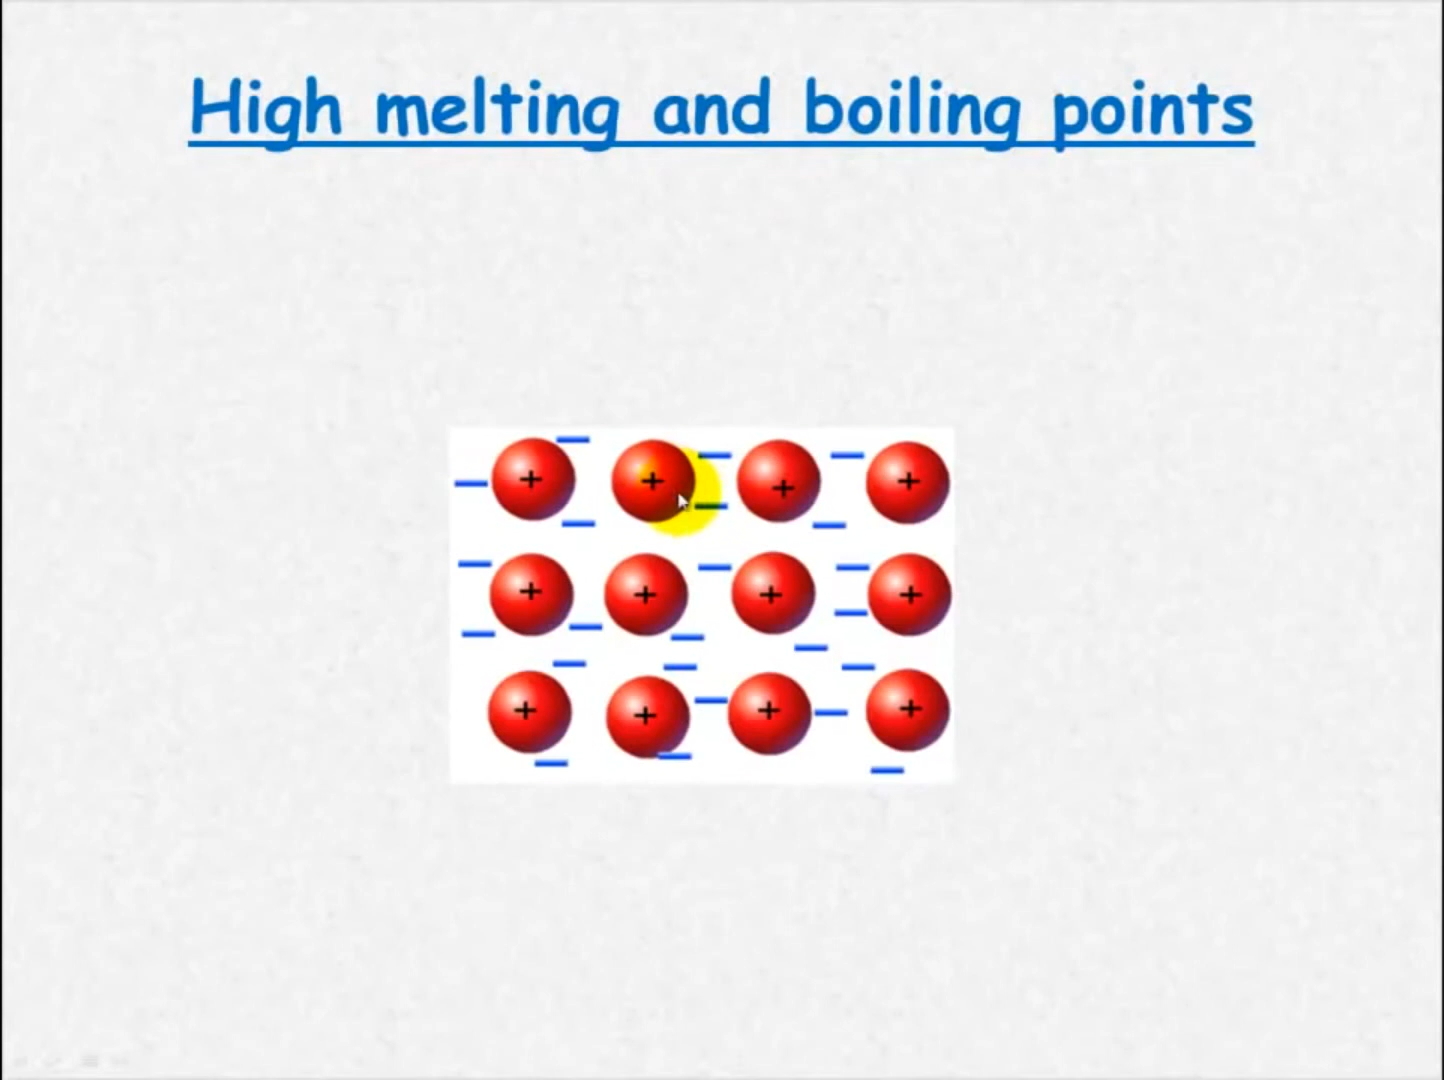 High melting and boiling points
+ + + +
+ + + +
+ + + +